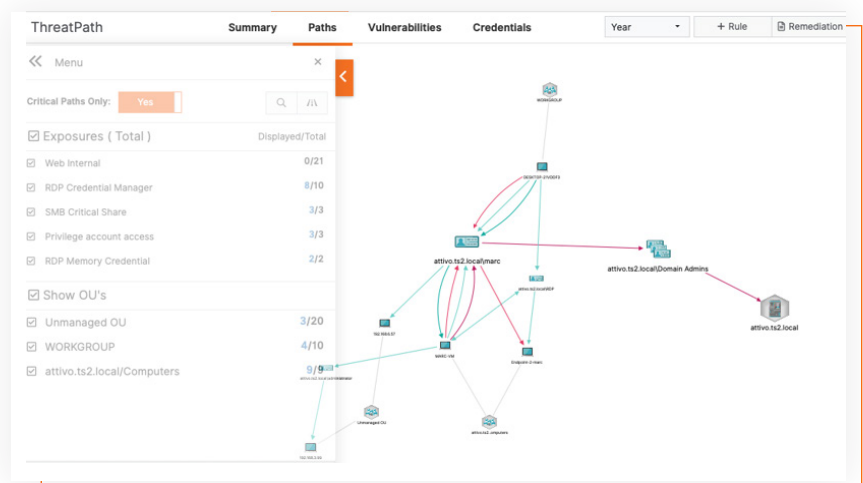 ThreatPath
Summary
Paths
Vulnerabilities
Credentials
Year
+ Rule
Remediation
Menu
Critical Paths Only:
Yes
Exposures ( Total )
Displayed/Total
Web Internal
0/21
RDP Credential Manager
8/10
SMB Critical Share
3/3
Privilege account access
3/3
RDP Memory Credential
2/2
Show OU's
Unmanaged OU
3/20
WORKGROUP
4/10
attivo.ts2.local/Computers
9/9
WORKGROUP
attivo.ts2.local\marc
attivo.ts2.local\Domain Admins
attivo.ts2.local
MARC-VM
Endpoint-2-marc
Unmanaged OU